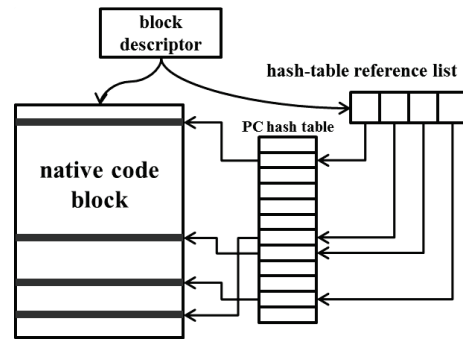 block
descriptor
hash-table reference list
PC hash table
native code
block